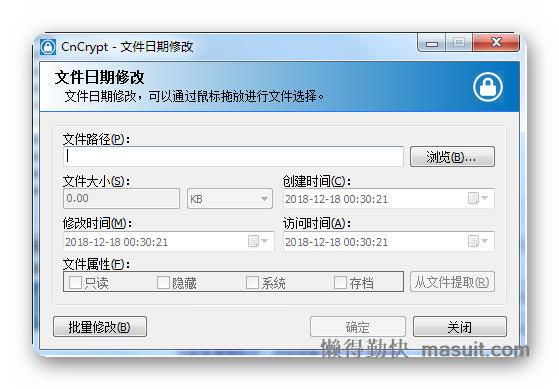 CnCrypt - 文件日期修改
文件日期修改
文件日期修改，可以通过鼠标拖放进行文件选择。
文件路径(P)：
浏览(B)...
文件大小(S)： 创建时间(C)：
0.00 KB 2018-12-18 00:30:21
修改时间(M)： 访问时间(A)：
2018-12-18 00:30:21 2018-12-18 00:30:21
文件属性(F)：
只读 隐藏 系统 存档 从文件提取(R)
批量修改(B) 确定 关闭
懒得勤快 masuit.com